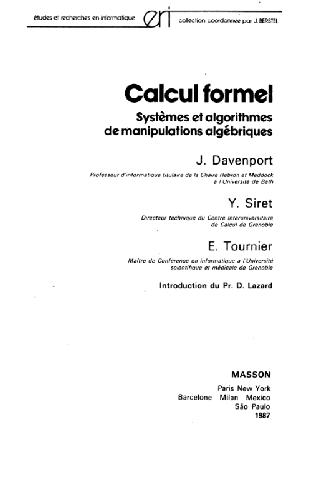 études et recherches en informatique
eri
collection coordonnée par J. BERSTEL
Calcul formel
Systèmes et algorithmes
de manipulations algébriques
J. Davenport
Professeur d'informatique titulaire de la Chaire Hebron et Medlock
à l'Université de Bath
Y. Siret
Directeur technique du Centre Interuniversitaire
de Calcul de Grenoble
E. Tournier
Maître de Conférence en informatique à l'Université
scientifique et médicale de Grenoble
Introduction du Pr. D. Lazard
MASSON
Paris New York
Barcelone Milan Mexico
São Paulo
1987